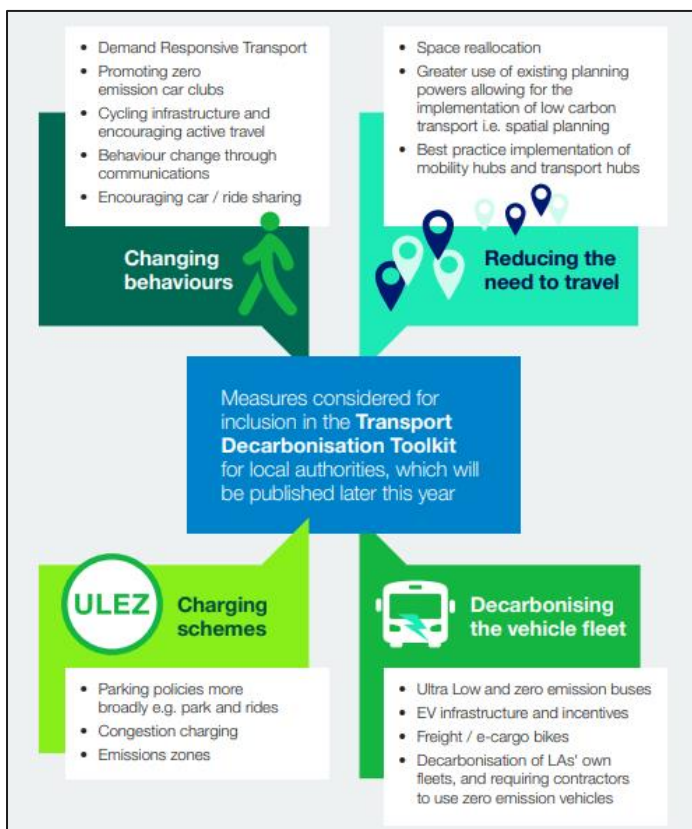 • Demand Responsive Transport
• Promoting zero
emission car clubs
• Cycling infrastructure and
encouraging active travel
• Behaviour change through
communications
• Encouraging car / ride sharing
Changing
behaviours
• Space reallocation
• Greater use of existing planning
powers allowing for the
implementation of low carbon
transport i.e. spatial planning
• Best practice implementation of
mobility hubs and transport hubs
Reducing the
need to travel
Measures considered for
inclusion in the Transport
Decarbonisation Toolkit
for local authorities, which will
be published later this year
ULEZ
Charging
schemes
• Parking policies more
broadly e.g. park and rides
• Congestion charging
• Emissions zones
Decarbonising
the vehicle fleet
• Ultra Low and zero emission buses
• EV infrastructure and incentives
• Freight / e-cargo bikes
• Decarbonisation of LAs' own
fleets, and requiring contractors
to use zero emission vehicles